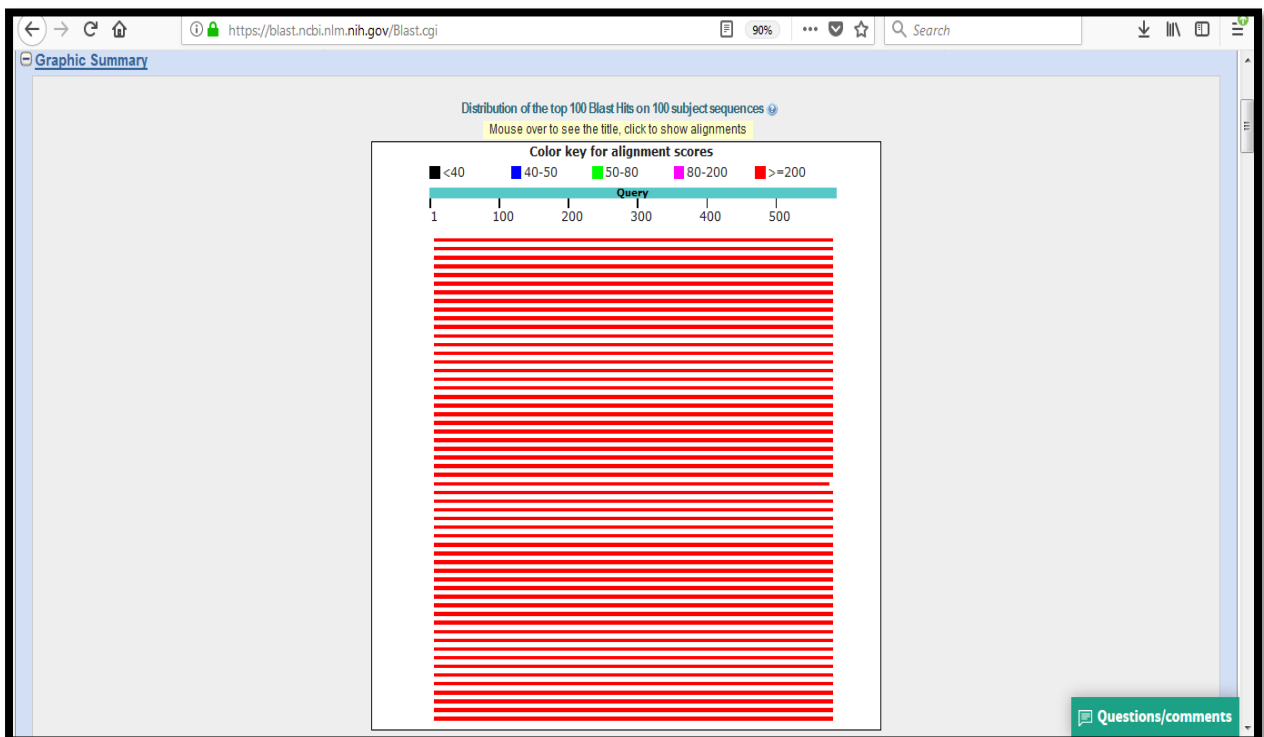 https://blast.ncbi.nlm.nih.gov/Blast.cgi 90% Search
Graphic Summary
Distribution of the top 100 Blast Hits on 100 subject sequences
Mouse over to see the title, click to show alignments
Color key for alignment scores
<40 40-50 50-80 80-200 >=200
Query
1 100 200 300 400 500
Questions/comments